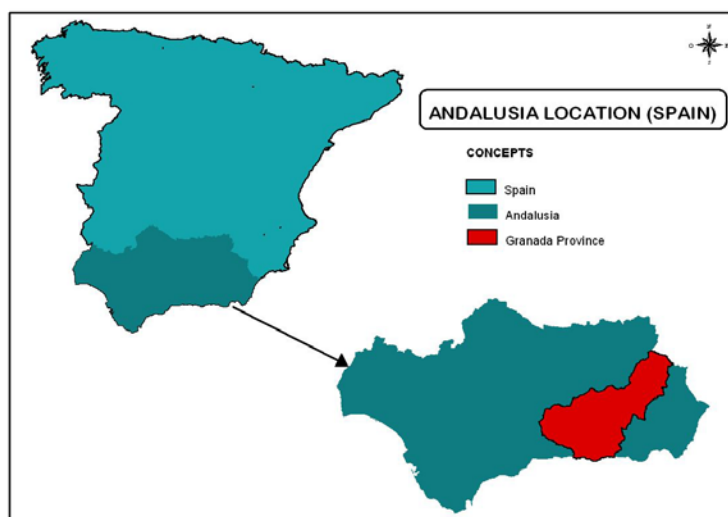 ANDALUSIA LOCATION (SPAIN)
CONCEPTS
Spain
Andalusia
Granada Province